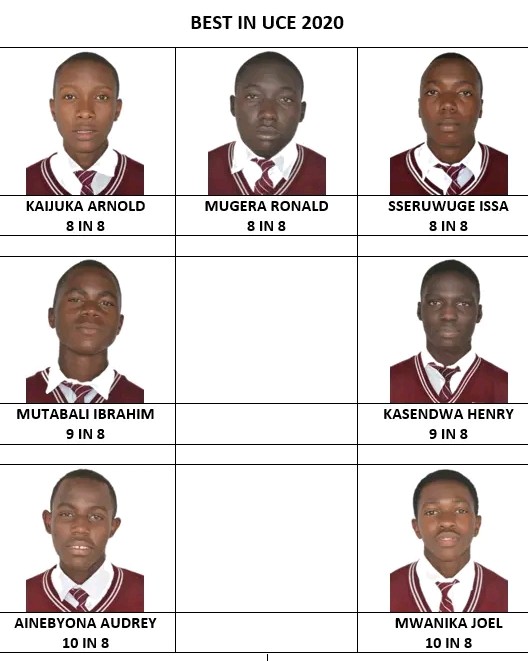 BEST IN UCE 2020
KAIJUKA ARNOLD
8 IN 8
MUGERA RONALD
8 IN 8
SSERUWUGE ISSA
8 IN 8
MUTABALI IBRAHIM
9 IN 8
KASENDWA HENRY
9 IN 8
AINEBYONA AUDREY
10 IN 8
MWANIKA JOEL
10 IN 8